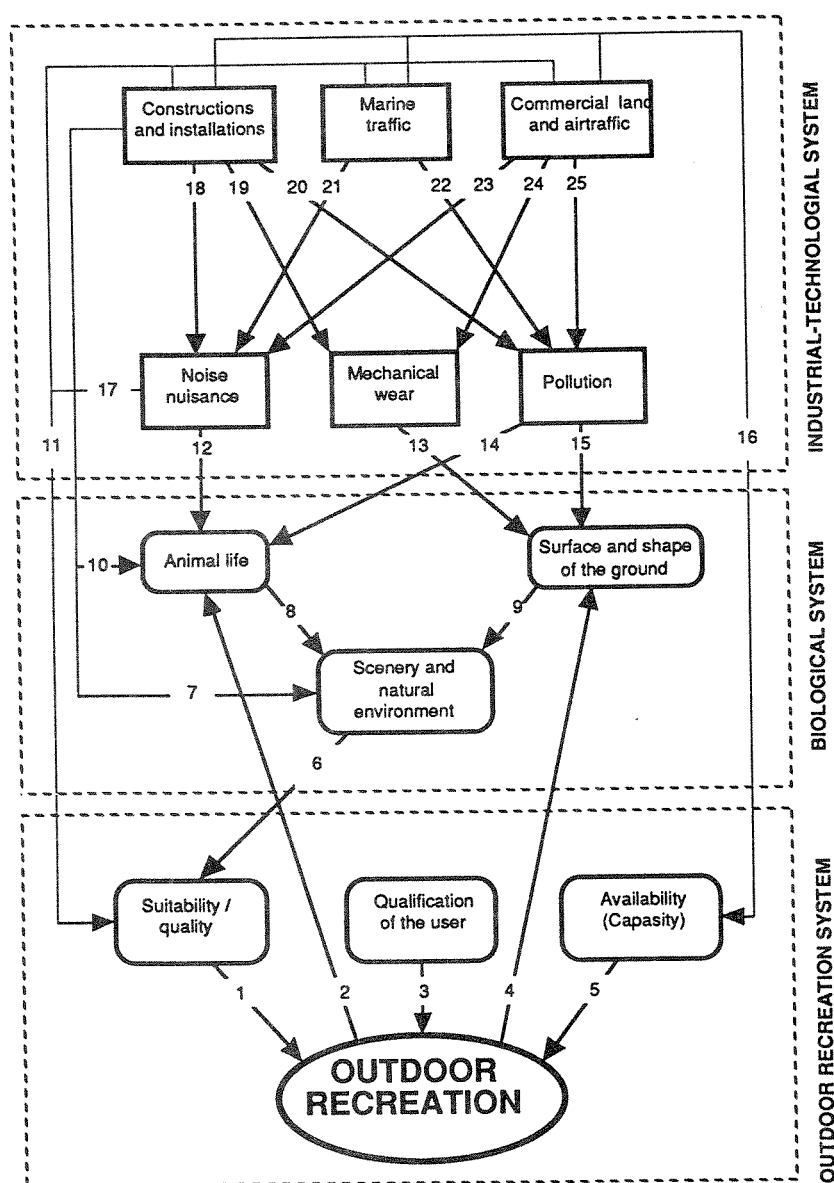 Constructions
and installations
Marine
traffic
Commercial land
and airtraffic
18
19
20
21
22
23
24
25
Noise
nuisance
Mechanical
wear
Pollution
17
11
12
13
14
15
16
INDUSTRIAL-TECHNOLOGIAL SYSTEM
Animal life
Surface and shape
of the ground
10
8
9
Scenery and
natural
environment
7
6
BIOLOGICAL SYSTEM
Suitability /
quality
Qualification
of the user
Availability
(Capasity)
1
2
3
4
5
OUTDOOR
RECREATION
OUTDOOR RECREATION SYSTEM